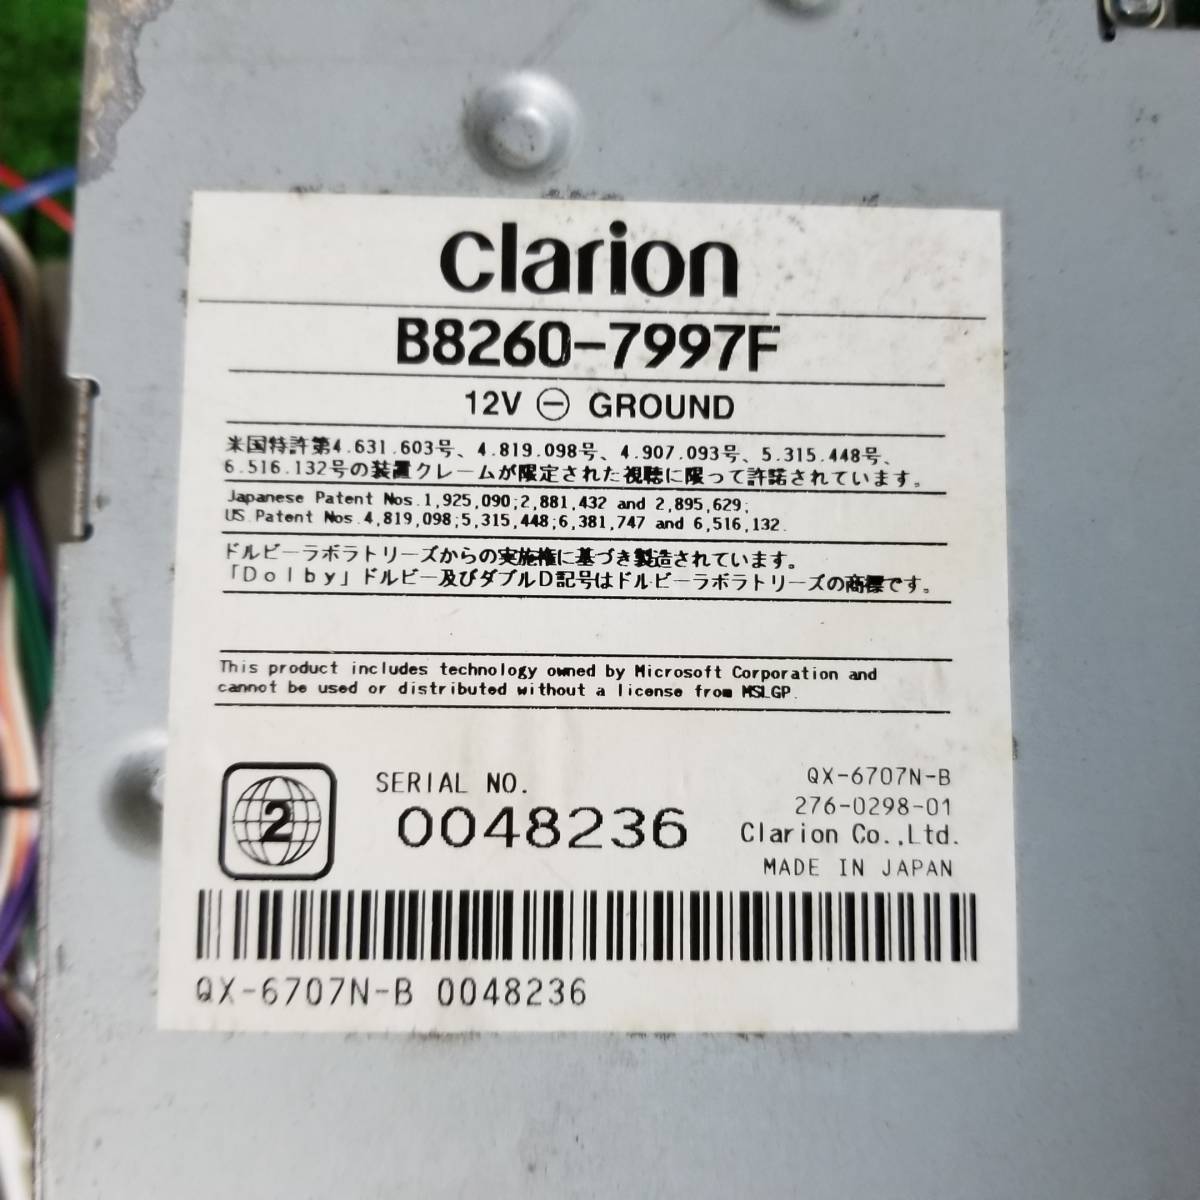 clarion
B8260-7997F
12V ⊖ GROUND
米国特許第4.631.603号、4.819.098号、4.907.093号、5.315.448号、
6.516.132号の装置クレームが限定された視聴に限って許諾されています。
Japanese Patent Nos.1,925,090;2,881,432 and 2,895,629;
US.Patent Nos.4,819,098;5,315,448;6,381,747 and 6,516,132.
ドルビーラボラトリーズからの実施権に基づき製造されています。
「Dolby」ドルビー及びダブルD記号はドルビーラボラトリーズの商標です。
This product includes technology owned by Microsoft Corporation and
cannot be used or distributed without a license from MSLGP.
2
SERIAL NO.
0048236
QX-6707N-B
276-0298-01
Clarion Co.,Ltd.
MADE IN JAPAN
QX-6707N-B 0048236